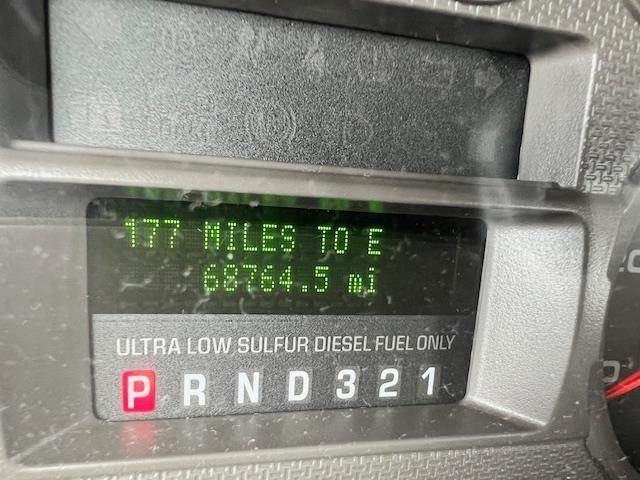 177 MILES TO E
68764.5 mi
ULTRA LOW SULFUR DIESEL FUEL ONLY
P R N D 3 2 1